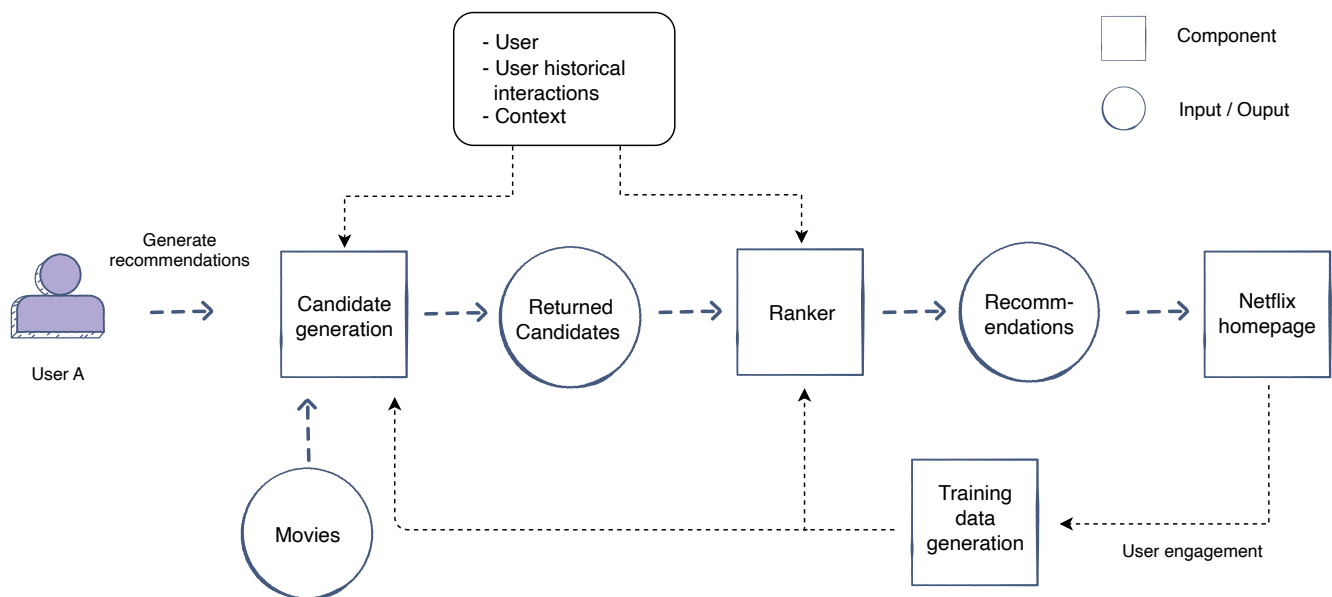 - User
- User historical
interactions
- Context
Component
Input / Ouput
Generate
recommendations
User A
Candidate
generation
Returned
Candidates
Ranker
Recomm-
endations
Netflix
homepage
Movies
Training
data
generation
User engagement